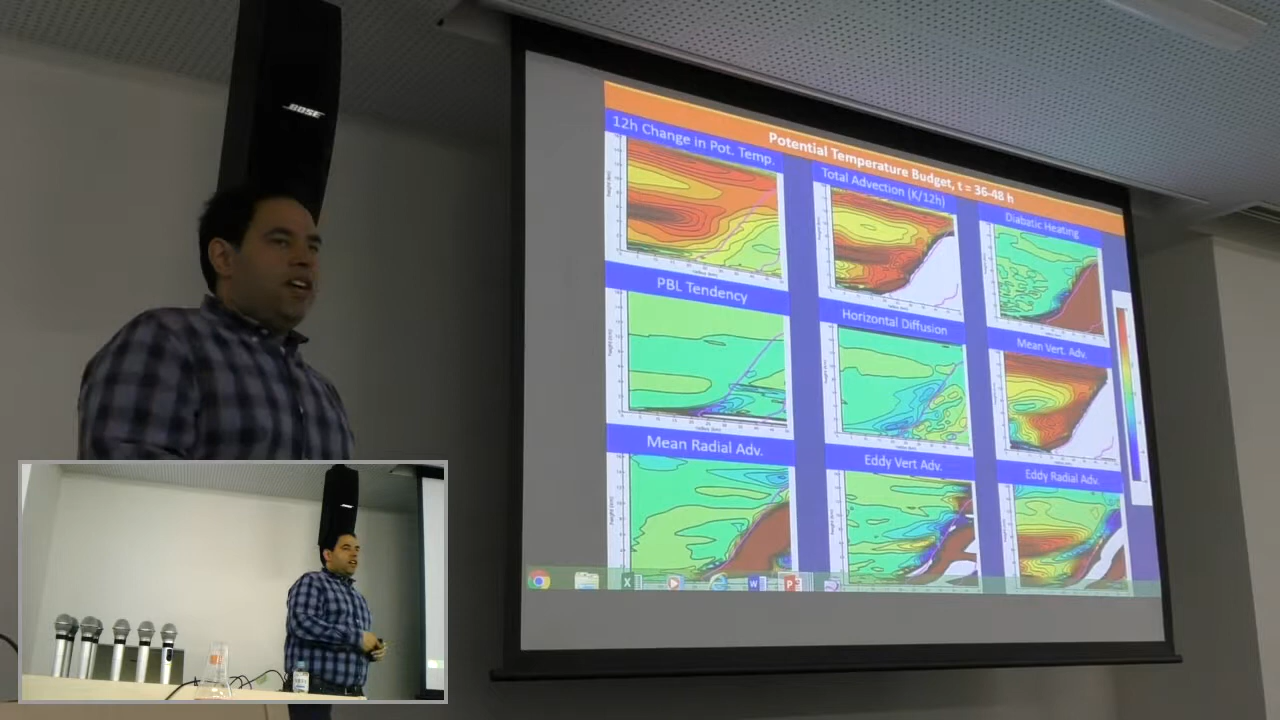 BOSE
Potential Temperature Budget, t = 36-48 h
12h Change in Pot. Temp.
Total Advection (K/12h)
Diabatic Heating
PBL Tendency
Horizontal Diffusion
Mean Vert. Adv.
Mean Radial Adv.
Eddy Vert Adv.
Eddy Radial Adv.